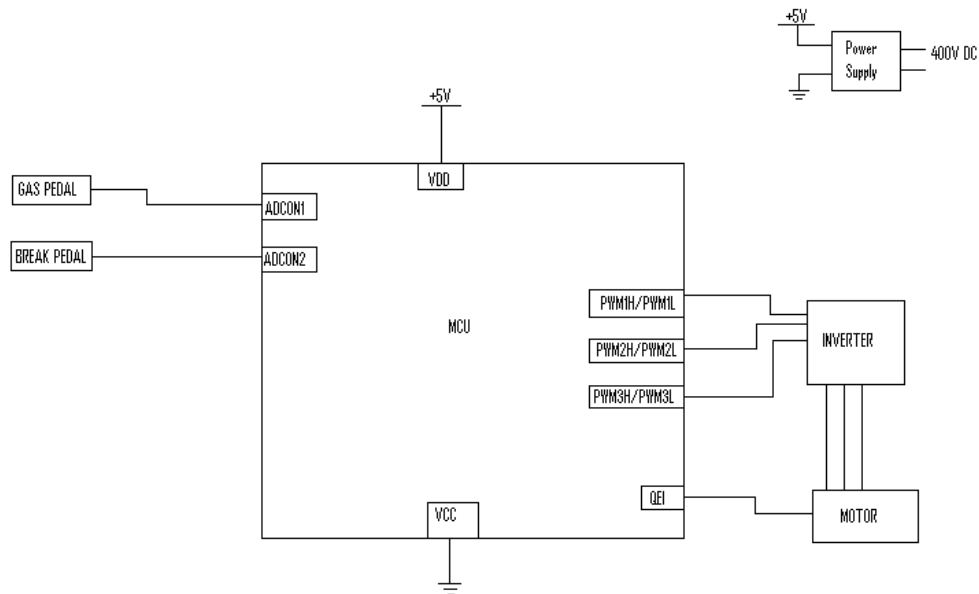 +5V
Power
Supply
400V DC
+5V
VDD
GAS PEDAL
ADCON1
BREAK PEDAL
ADCON2
PWM1H/PWM1L
MCU
INVERTER
PWM2H/PWM2L
PWM3H/PWM3L
QEI
VCC
MOTOR